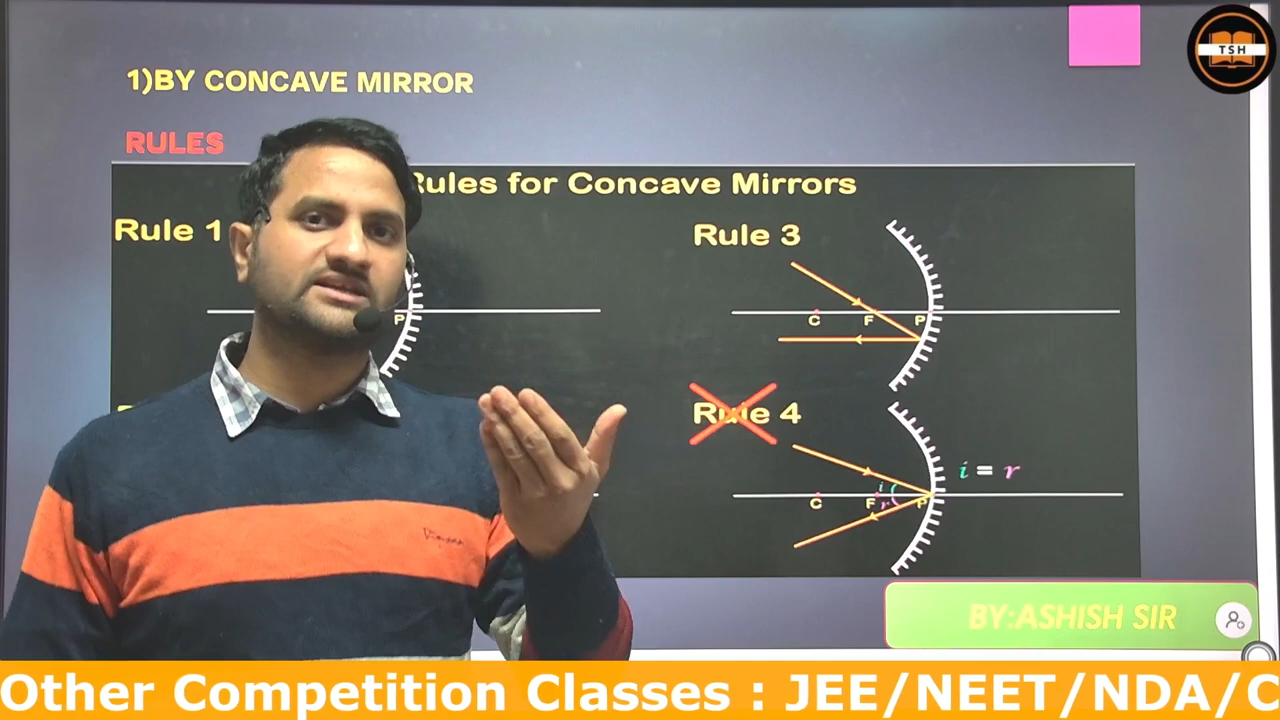 1)BY CONCAVE MIRROR
TSH
RULES
Rules for Concave Mirrors
Rule 1
P
Rule 3
C F P
Rule 4
i = r
i
C F r P
BY:ASHISH SIR
Other Competition Classes : JEE/NEET/NDA/C